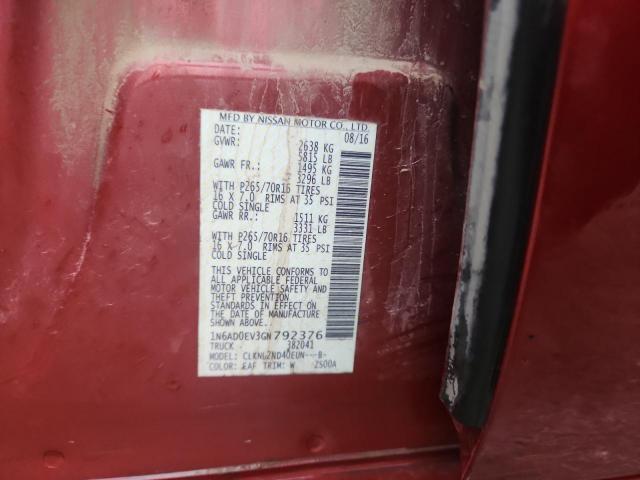 MFD BY NISSAN MOTOR CO., LTD.
DATE: 08/16
GVWR: 2638 KG
5815 LB
GAWR FR.: 1495 KG
3296 LB
WITH P265/70R16 TIRES
16 X 7.0 RIMS AT 35 PSI
COLD SINGLE
GAWR RR.: 1511 KG
3331 LB
WITH P265/70R16 TIRES
16 X 7.0 RIMS AT 35 PSI
COLD SINGLE
THIS VEHICLE CONFORMS TO
ALL APPLICABLE FEDERAL
MOTOR VEHICLE SAFETY AND
THEFT PREVENTION
STANDARDS IN EFFECT ON
THE DATE OF MANUFACTURE
SHOWN ABOVE.
1N6AD0EV3GN792376
TRUCK 382041
MODEL: CLKNLZND40EUN---B-
COLOR: EAF TRIM: W ZS00A